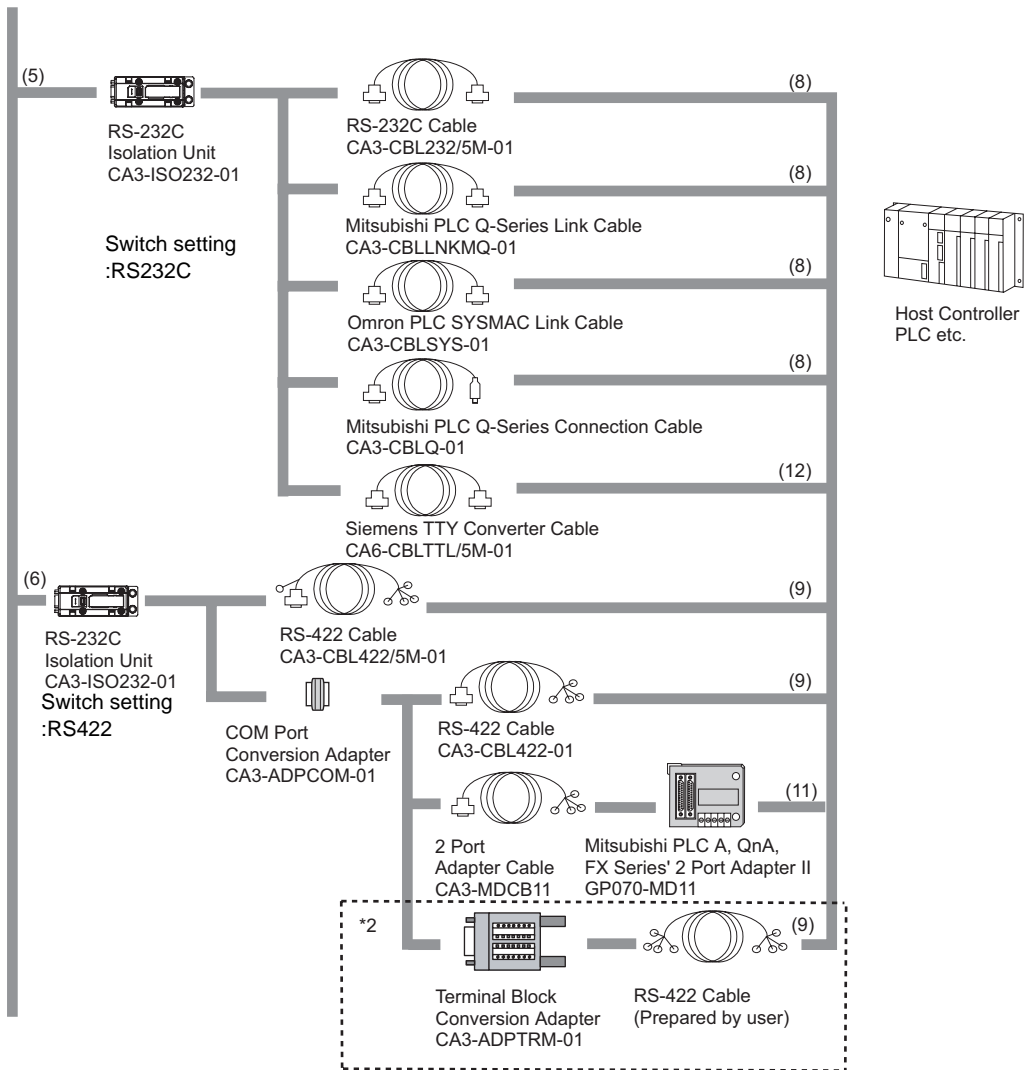 (5)
(8)
RS-232C
Isolation Unit
CA3-ISO232-01
RS-232C Cable
CA3-CBL232/5M-01
(8)
Mitsubishi PLC Q-Series Link Cable
CA3-CBLLNKMQ-01
Switch setting
:RS232C
(8)
Omron PLC SYSMAC Link Cable
CA3-CBLSYS-01
Host Controller
PLC etc.
(8)
Mitsubishi PLC Q-Series Connection Cable
CA3-CBLQ-01
(12)
Siemens TTY Converter Cable
CA6-CBLTTL/5M-01
(6)
(9)
RS-232C
Isolation Unit
CA3-ISO232-01
Switch setting
:RS422
RS-422 Cable
CA3-CBL422/5M-01
(9)
COM Port
Conversion Adapter
CA3-ADPCOM-01
RS-422 Cable
CA3-CBL422-01
(11)
2 Port
Adapter Cable
CA3-MDCB11
Mitsubishi PLC A, QnA,
FX Series' 2 Port Adapter II
GP070-MD11
*2
(9)
Terminal Block
Conversion Adapter
CA3-ADPTRM-01
RS-422 Cable
(Prepared by user)